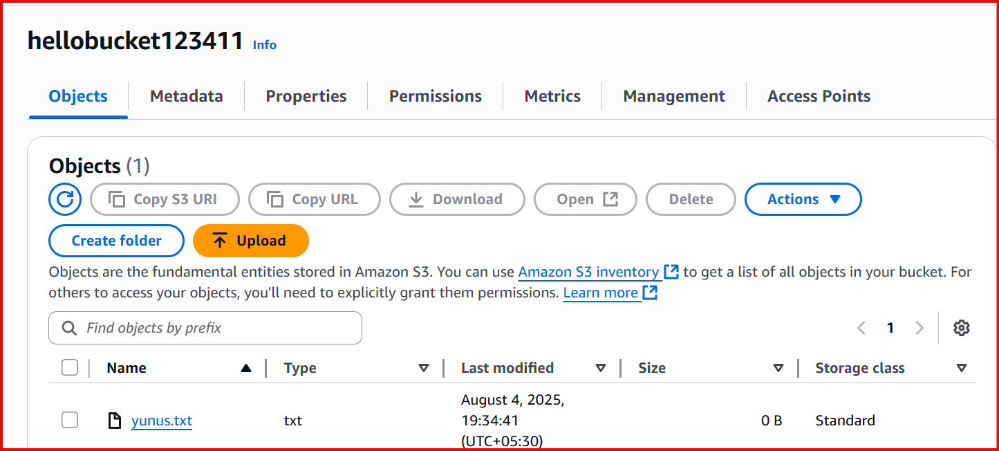 hellobucket123411 Info
Objects Metadata Properties Permissions Metrics Management Access Points
Objects (1)
Copy S3 URI Copy URL Download Open Delete Actions
Create folder Upload
Objects are the fundamental entities stored in Amazon S3. You can use Amazon S3 inventory to get a list of all objects in your bucket. For
others to access your objects, you'll need to explicitly grant them permissions. Learn more
Find objects by prefix 1
Name Type Last modified Size Storage class
August 4, 2025,
yunus.txt txt 19:34:41 0 B Standard
(UTC+05:30)